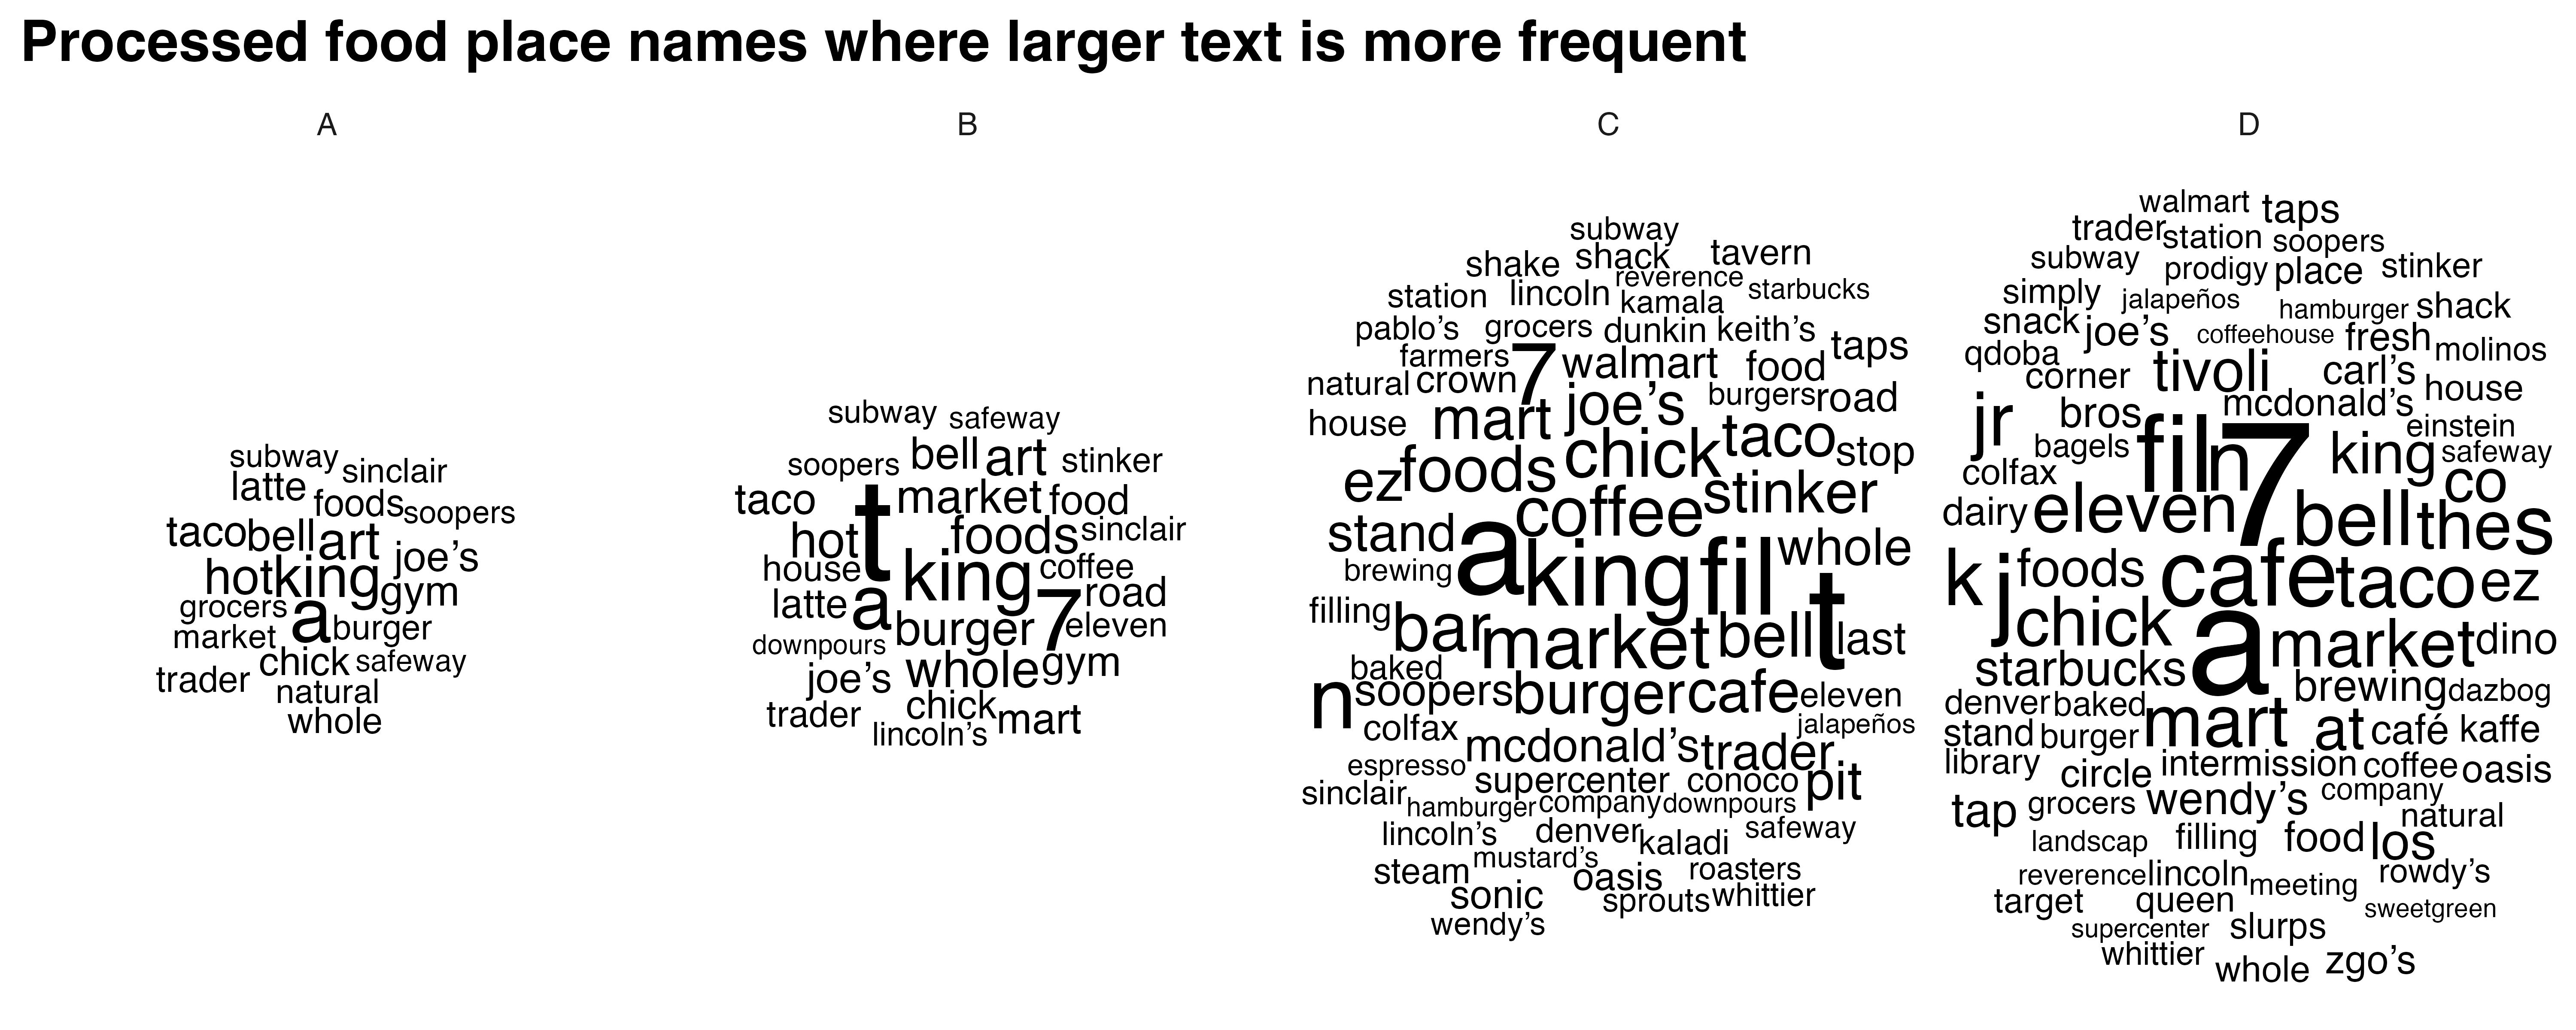 Processed food place names where larger text is more frequent
A
subway sinclair
latte foods soopers
taco bell art joe's
hot king gym
grocers a burger
market chick safeway
trader natural
whole
B
subway safeway
soopers bell art stinker
taco t market food
hot foods sinclair
house king coffee
latte a 7 road
downpours burger eleven
joe's whole gym
trader chick mart
lincoln's
C
subway
shake shack tavern
station lincoln reverence starbucks
kamala
pablo's grocers dunkin keith's taps
farmers 7 walmart food
natural crown joe's burgers road
house mart chick taco stop
ez foods coffee stinker
stand a king fil whole
brewing t
filling bar market bell last
baked
n soopers burger cafe eleven
colfax mcdonald's trader jalapeños
espresso supercenter conoco pit
sinclair hamburger company downpours
lincoln's denver kaladi safeway
steam mustard's oasis roasters
sonic sprouts whittier
wendy's
D
walmart taps
trader station soopers
subway prodigy place stinker
simply jalapeños hamburger shack
snack joe's coffeehouse fresh molinos
qdoba corner tivoli carl's house
jr bros mcdonald's einstein
bagels fil n 7 king safeway
colfax co
dairy eleven bell thes
k j foods cafe taco ez
chick a market dino
starbucks brewing dazbog
denver baked mart at café kaffe
stand burger
library circle intermission coffee oasis
tap grocers wendy's company natural
landscap filling food los
reverence lincoln meeting rowdy's
target queen sweetgreen
supercenter slurps
whittier whole zgo's